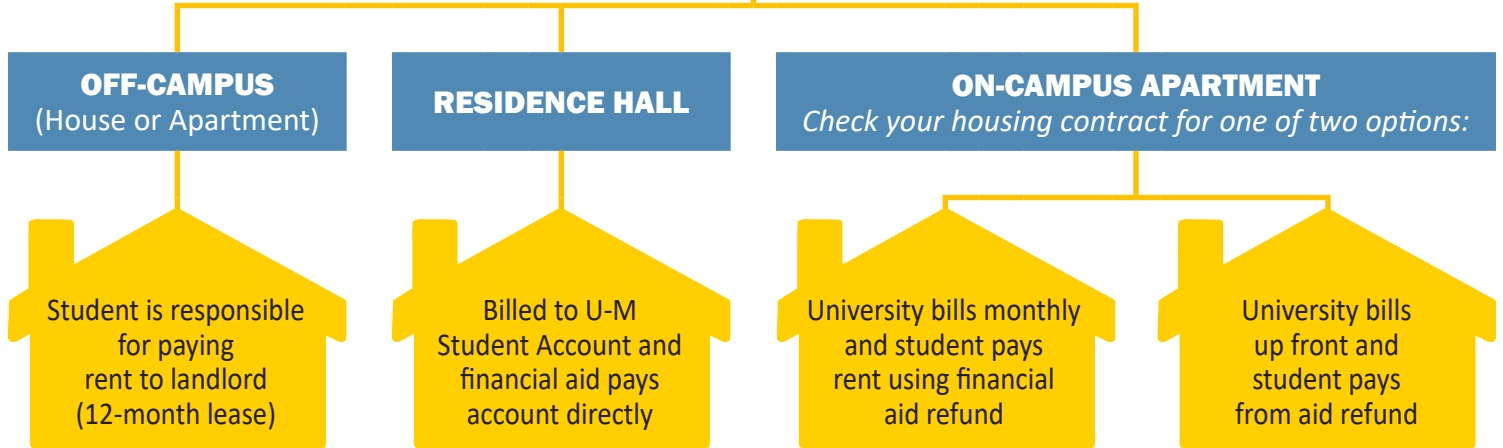 OFF-CAMPUS
(House or Apartment)
RESIDENCE HALL
ON-CAMPUS APARTMENT
Check your housing contract for one of two options:
Student is responsible
for paying
rent to landlord
(12-month lease)
Billed to U-M
Student Account and
financial aid pays
account directly
University bills monthly
and student pays
rent using financial
aid refund
University bills
up front and
student pays
from aid refund